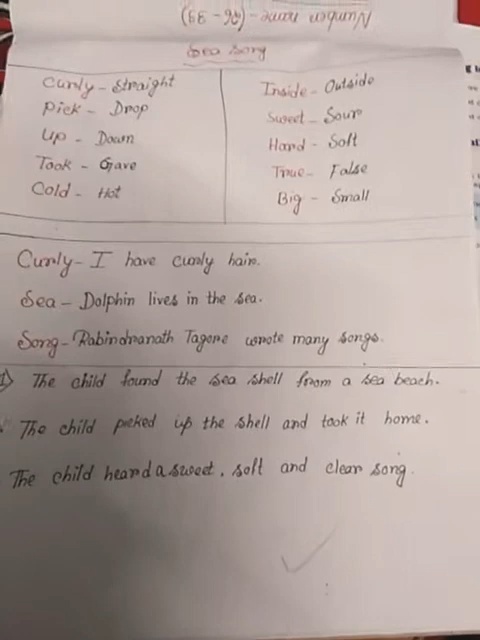 Number name - (26 - 39)
Sea Song
Curly - Straight
Pick - Drop
Up - Down
Took - Gave
Cold - Hot
Inside - Outside
Sweet - Sour
Hard - Soft
True - False
Big - Small
Curly - I have curly hair.
Sea - Dolphin lives in the sea.
Song - Rabindranath Tagore wrote many songs.
1) The child found the sea shell from a sea beach.
The child picked up the shell and took it home.
The child heard a sweet, soft and clear song.